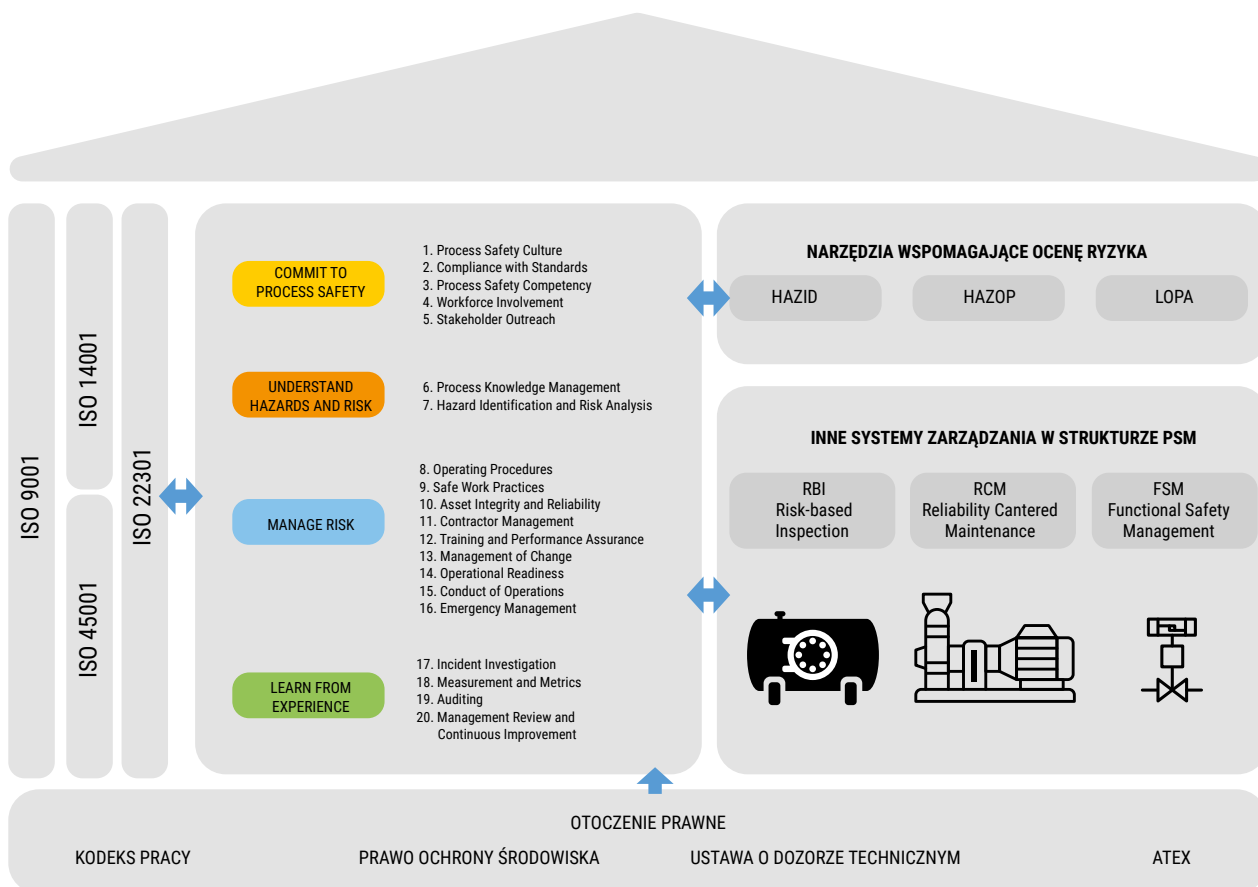 ISO 9001
ISO 14001
ISO 45001
ISO 22301
COMMIT TO
PROCESS SAFETY
1. Process Safety Culture
2. Compliance with Standards
3. Process Safety Competency
4. Workforce Involvement
5. Stakeholder Outreach
UNDERSTAND
HAZARDS AND RISK
6. Process Knowledge Management
7. Hazard Identification and Risk Analysis
MANAGE RISK
8. Operating Procedures
9. Safe Work Practices
10. Asset Integrity and Reliability
11. Contractor Management
12. Training and Performance Assurance
13. Management of Change
14. Operational Readiness
15. Conduct of Operations
16. Emergency Management
LEARN FROM
EXPERIENCE
17. Incident Investigation
18. Measurement and Metrics
19. Auditing
20. Management Review and
Continuous Improvement
NARZĘDZIA WSPOMAGAJĄCE OCENĘ RYZYKA
HAZID
HAZOP
LOPA
INNE SYSTEMY ZARZĄDZANIA W STRUKTURZE PSM
RBI
Risk-based
Inspection
RCM
Reliability Cantered
Maintenance
FSM
Functional Safety
Management
OTOCZENIE PRAWNE
KODEKS PRACY
PRAWO OCHRONY ŚRODOWISKA
USTAWA O DOZORZE TECHNICZNYM
ATEX